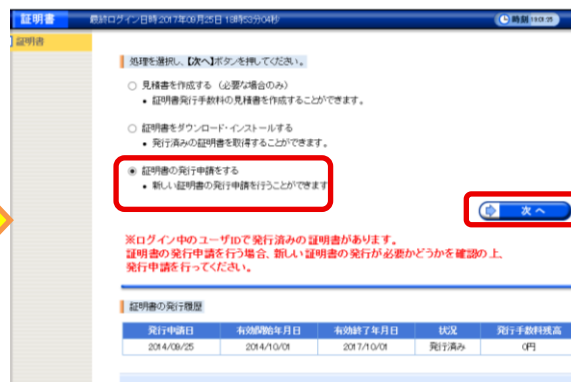 証明書
最終ログイン日時:2017年09月25日 18時53分04秒
時刻 19:01:25
証明書
処理を選択し、【次へ】ボタンを押してください。
見積書を作成する (必要な場合のみ)
• 証明書発行手数料の見積書を作成することができます。
証明書をダウンロード・インストールする
• 発行済みの証明書を取得することができます。
証明書の発行申請をする
• 新しい証明書の発行申請を行うことができます
次 へ
※ログイン中のユーザIDで発行済みの証明書があります。
証明書の発行申請を行う場合、新しい証明書の発行が必要かどうかを確認の上、
発行申請を行ってください。
証明書の発行履歴
発行申請日 有効開始年月日 有効終了年月日 状況 発行手数料残高
2014/09/25 2014/10/01 2017/10/01 発行済み 0円